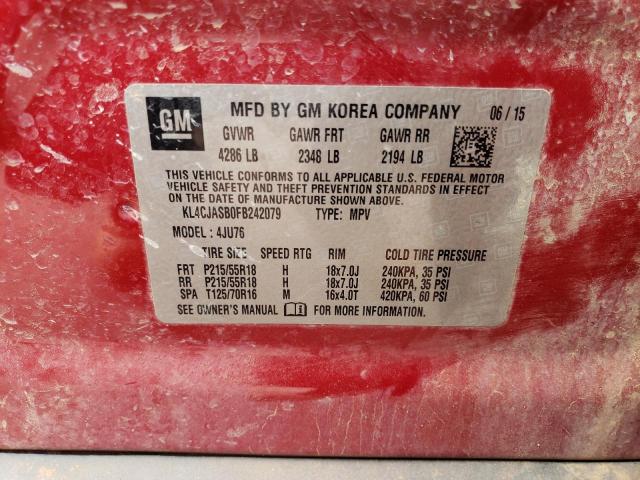 GM MFD BY GM KOREA COMPANY 06/15
GVWR GAWR FRT GAWR RR
4286 LB 2348 LB 2194 LB
THIS VEHICLE CONFORMS TO ALL APPLICABLE U.S. FEDERAL MOTOR
VEHICLE SAFETY AND THEFT PREVENTION STANDARDS IN EFFECT
ON THE DATE OF MANUFACTURE SHOWN ABOVE.
KL4CJASB0FB242079 TYPE: MPV
MODEL: 4JU76
TIRE SIZE SPEED RTG RIM COLD TIRE PRESSURE
FRT P215/55R18 H 18x7.0J 240KPA, 35 PSI
RR P215/55R18 H 18x7.0J 240KPA, 35 PSI
SPA T125/70R16 M 16x4.0T 420KPA, 60 PSI
SEE OWNER'S MANUAL FOR MORE INFORMATION.